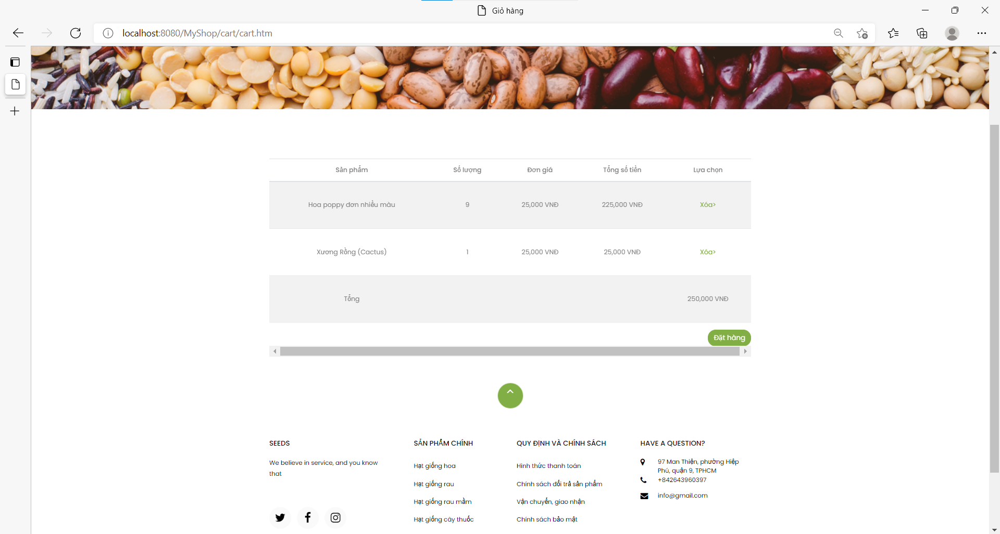 Giỏ hàng
localhost:8080/MyShop/cart/cart.htm
Sản phẩm Số lượng Đơn giá Tổng số tiền Lựa chọn
Hoa poppy đơn nhiều màu 9 25,000 VNĐ 225,000 VNĐ Xóa>
Xương Rồng (Cactus) 1 25,000 VNĐ 25,000 VNĐ Xóa>
Tổng 250,000 VNĐ
Đặt hàng
SEEDS
We believe in service, and you know
that
SẢN PHẨM CHÍNH
Hạt giống hoa
Hạt giống rau
Hạt giống rau mầm
Hạt giống cây thuốc
QUY ĐỊNH VÀ CHÍNH SÁCH
Hình thức thanh toán
Chính sách đổi trả sản phẩm
Vận chuyển, giao nhận
Chính sách bảo mật
HAVE A QUESTION?
97 Man Thiện, phường Hiệp
Phú, quận 9, TPHCM
+842643960397
info@gmail.com